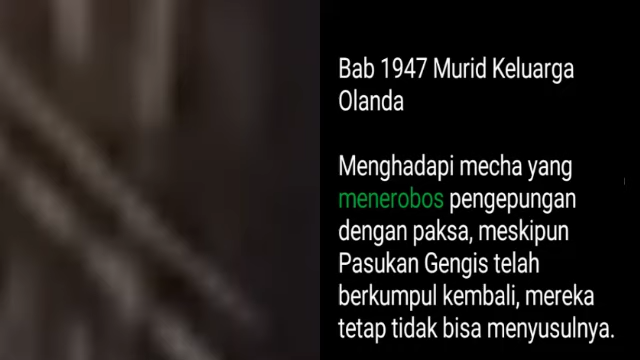 Bab 1947 Murid Keluarga
Olanda
Menghadapi mecha yang
menerobos pengepungan
dengan paksa, meskipun
Pasukan Gengis telah
berkumpul kembali, mereka
tetap tidak bisa menyusulnya.